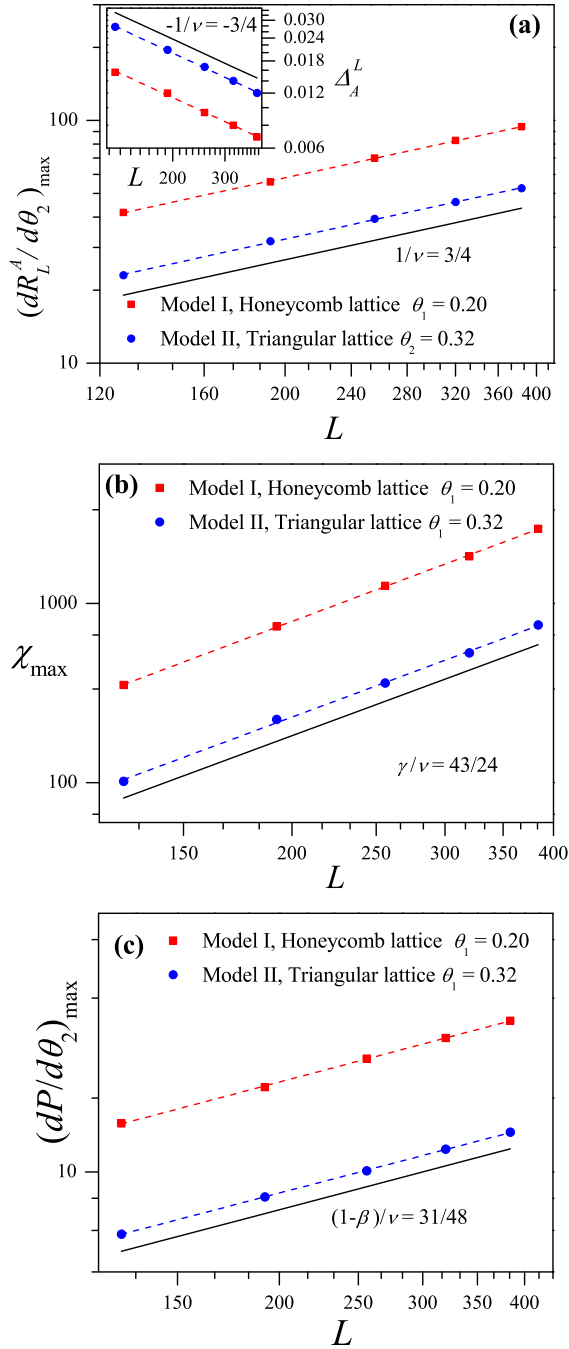 (a)
-1/ν = -3/4
0.030
0.024
0.018
0.012
0.006
Δ_A^L
L 200 300
100
10
(dR_L^A/dθ_2)_max
1/ν = 3/4
Model I, Honeycomb lattice θ_1 = 0.20
Model II, Triangular lattice θ_2 = 0.32
120 160 200 240 280 320 360 400
L
(b)
Model I, Honeycomb lattice θ_1 = 0.20
Model II, Triangular lattice θ_1 = 0.32
1000
χ_max
100
γ/ν = 43/24
150 200 250 300 350 400
L
(c)
Model I, Honeycomb lattice θ_1 = 0.20
Model II, Triangular lattice θ_1 = 0.32
(dP/dθ_2)_max
10
(1-β)/ν = 31/48
150 200 250 300 350 400
L